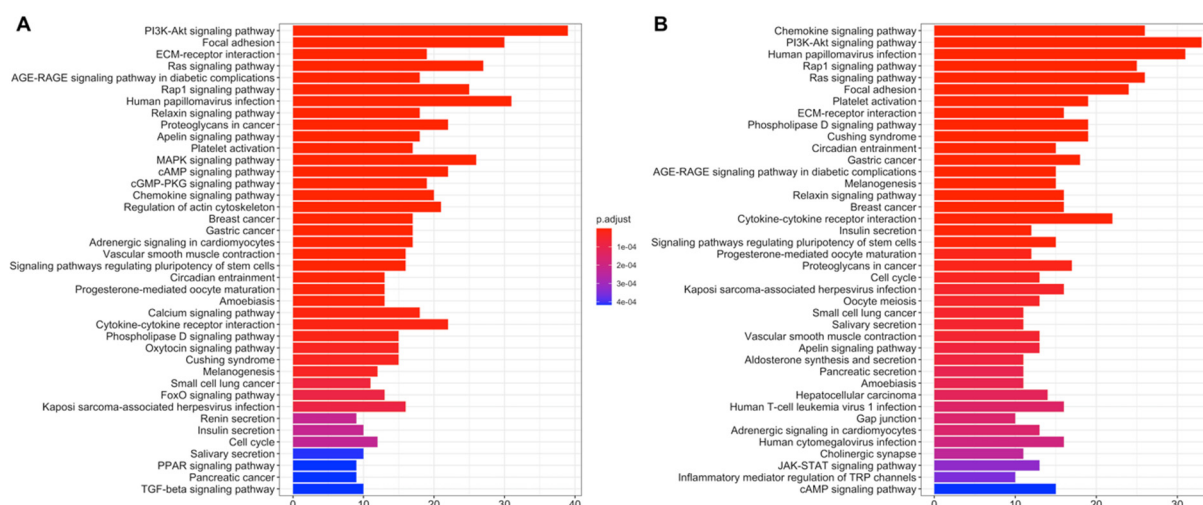 A
PI3K-Akt signaling pathway
Focal adhesion
ECM-receptor interaction
Ras signaling pathway
AGE-RAGE signaling pathway in diabetic complications
Rap1 signaling pathway
Human papillomavirus infection
Relaxin signaling pathway
Proteoglycans in cancer
Apelin signaling pathway
Platelet activation
MAPK signaling pathway
cAMP signaling pathway
cGMP-PKG signaling pathway
Chemokine signaling pathway
Regulation of actin cytoskeleton
Breast cancer
Gastric cancer
Adrenergic signaling in cardiomyocytes
Vascular smooth muscle contraction
Signaling pathways regulating pluripotency of stem cells
Circadian entrainment
Progesterone-mediated oocyte maturation
Amoebiasis
Calcium signaling pathway
Cytokine-cytokine receptor interaction
Phospholipase D signaling pathway
Oxytocin signaling pathway
Cushing syndrome
Melanogenesis
Small cell lung cancer
FoxO signaling pathway
Kaposi sarcoma-associated herpesvirus infection
Renin secretion
Insulin secretion
Cell cycle
Salivary secretion
PPAR signaling pathway
Pancreatic cancer
TGF-beta signaling pathway
0 10 20 30 40
p.adjust
1e-04
2e-04
3e-04
4e-04
B
Chemokine signaling pathway
PI3K-Akt signaling pathway
Human papillomavirus infection
Rap1 signaling pathway
Ras signaling pathway
Focal adhesion
Platelet activation
ECM-receptor interaction
Phospholipase D signaling pathway
Cushing syndrome
Circadian entrainment
Gastric cancer
AGE-RAGE signaling pathway in diabetic complications
Melanogenesis
Relaxin signaling pathway
Breast cancer
Cytokine-cytokine receptor interaction
Insulin secretion
Signaling pathways regulating pluripotency of stem cells
Progesterone-mediated oocyte maturation
Proteoglycans in cancer
Cell cycle
Kaposi sarcoma-associated herpesvirus infection
Oocyte meiosis
Small cell lung cancer
Salivary secretion
Vascular smooth muscle contraction
Apelin signaling pathway
Aldosterone synthesis and secretion
Pancreatic secretion
Amoebiasis
Hepatocellular carcinoma
Human T-cell leukemia virus 1 infection
Gap junction
Adrenergic signaling in cardiomyocytes
Human cytomegalovirus infection
Cholinergic synapse
JAK-STAT signaling pathway
Inflammatory mediator regulation of TRP channels
cAMP signaling pathway
0 10 20 30